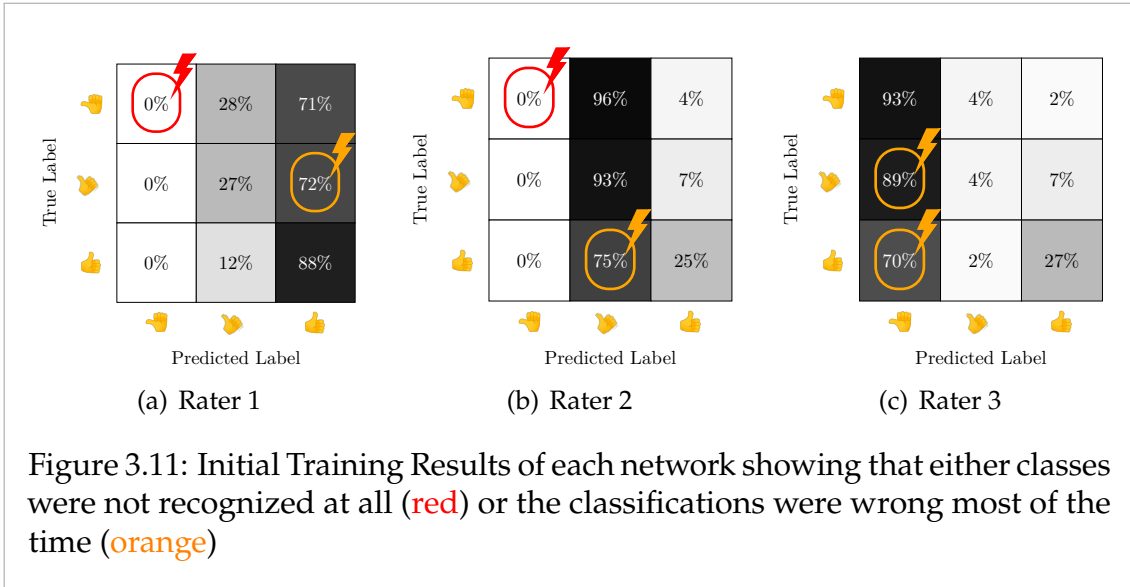 True Label
0% 28% 71%
0% 27% 72%
0% 12% 88%
Predicted Label
(a) Rater 1
True Label
0% 96% 4%
0% 93% 7%
0% 75% 25%
Predicted Label
(b) Rater 2
True Label
93% 4% 2%
89% 4% 7%
70% 2% 27%
Predicted Label
(c) Rater 3
Figure 3.11: Initial Training Results of each network showing that either classes
were not recognized at all (red) or the classifications were wrong most of the
time (orange)